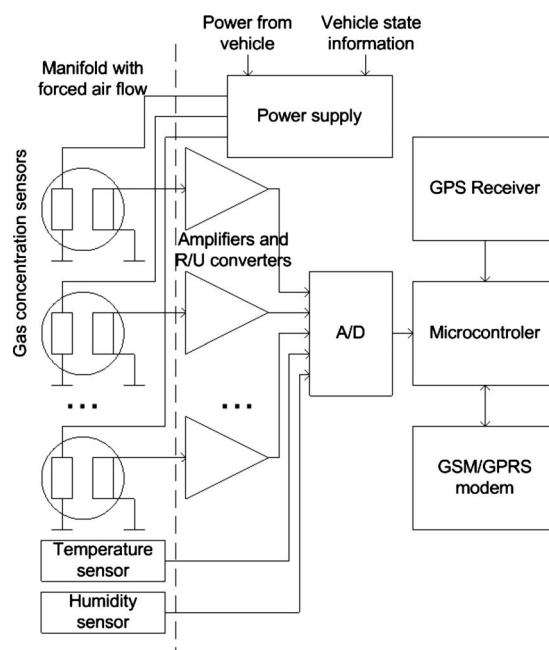 Power from
vehicle
Vehicle state
information
Manifold with
forced air flow
Power supply
Gas concentration sensors
GPS Receiver
Amplifiers and
R/U converters
A/D
Microcontroler
...
...
GSM/GPRS
modem
Temperature
sensor
Humidity
sensor